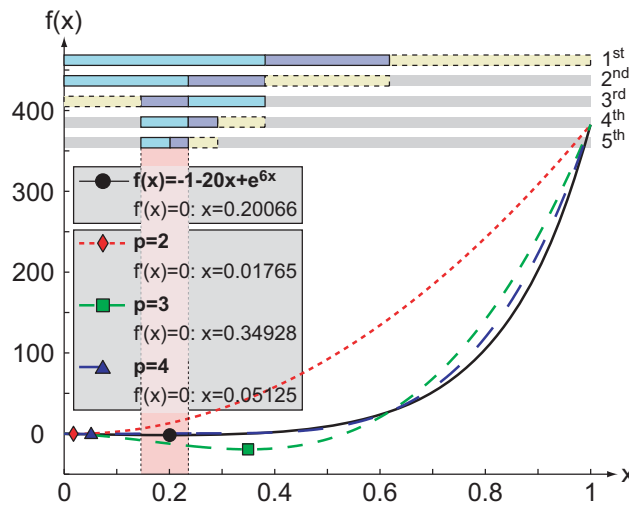 f(x)
1st
2nd
3rd
4th
5th
400
300
200
100
0
f(x)=-1-20x+e^6x
f'(x)=0: x=0.20066
p=2
f'(x)=0: x=0.01765
p=3
f'(x)=0: x=0.34928
p=4
f'(x)=0: x=0.05125
0 0.2 0.4 0.6 0.8 1 x